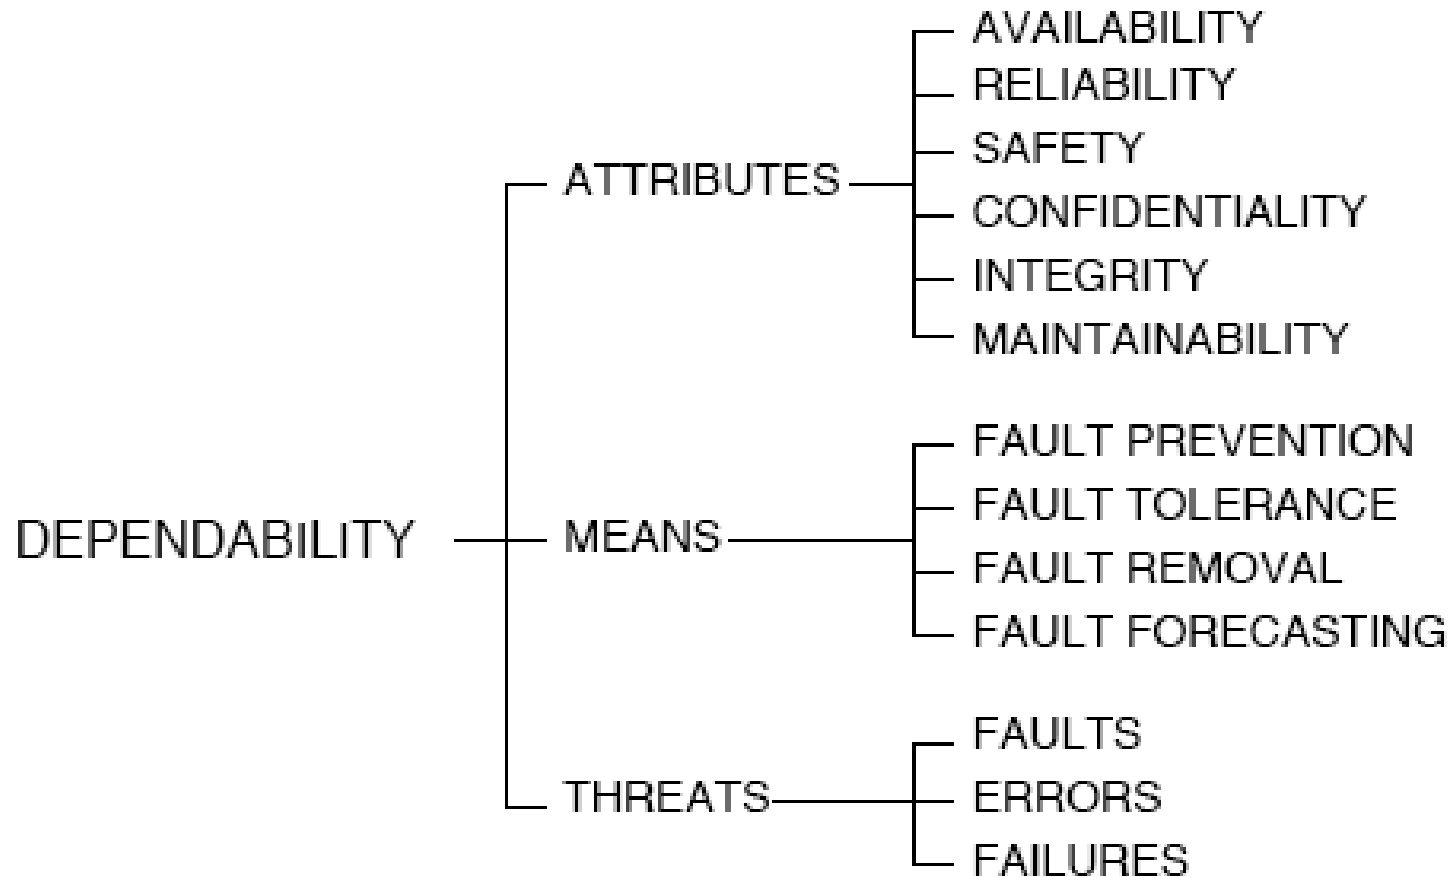 DEPENDABILITY
ATTRIBUTES
AVAILABILITY
RELIABILITY
SAFETY
CONFIDENTIALITY
INTEGRITY
MAINTAINABILITY
MEANS
FAULT PREVENTION
FAULT TOLERANCE
FAULT REMOVAL
FAULT FORECASTING
THREATS
FAULTS
ERRORS
FAILURES